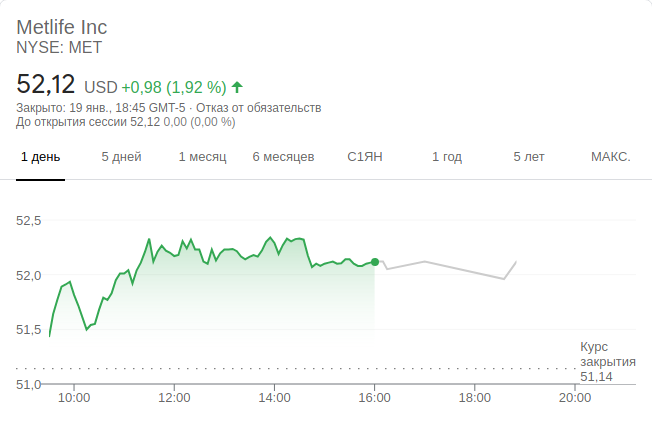 Metlife Inc
NYSE: MET
52,12 USD +0,98 (1,92 %)
Закрыто: 19 янв., 18:45 GMT-5 · Отказ от обязательств
До открытия сессии 52,12 0,00 (0,00 %)
1 день 5 дней 1 месяц 6 месяцев С1ЯН 1 год 5 лет МАКС.
52,5
52,0
51,5
Курс
закрытия
51,14
51,0
10:00 12:00 14:00 16:00 18:00 20:00